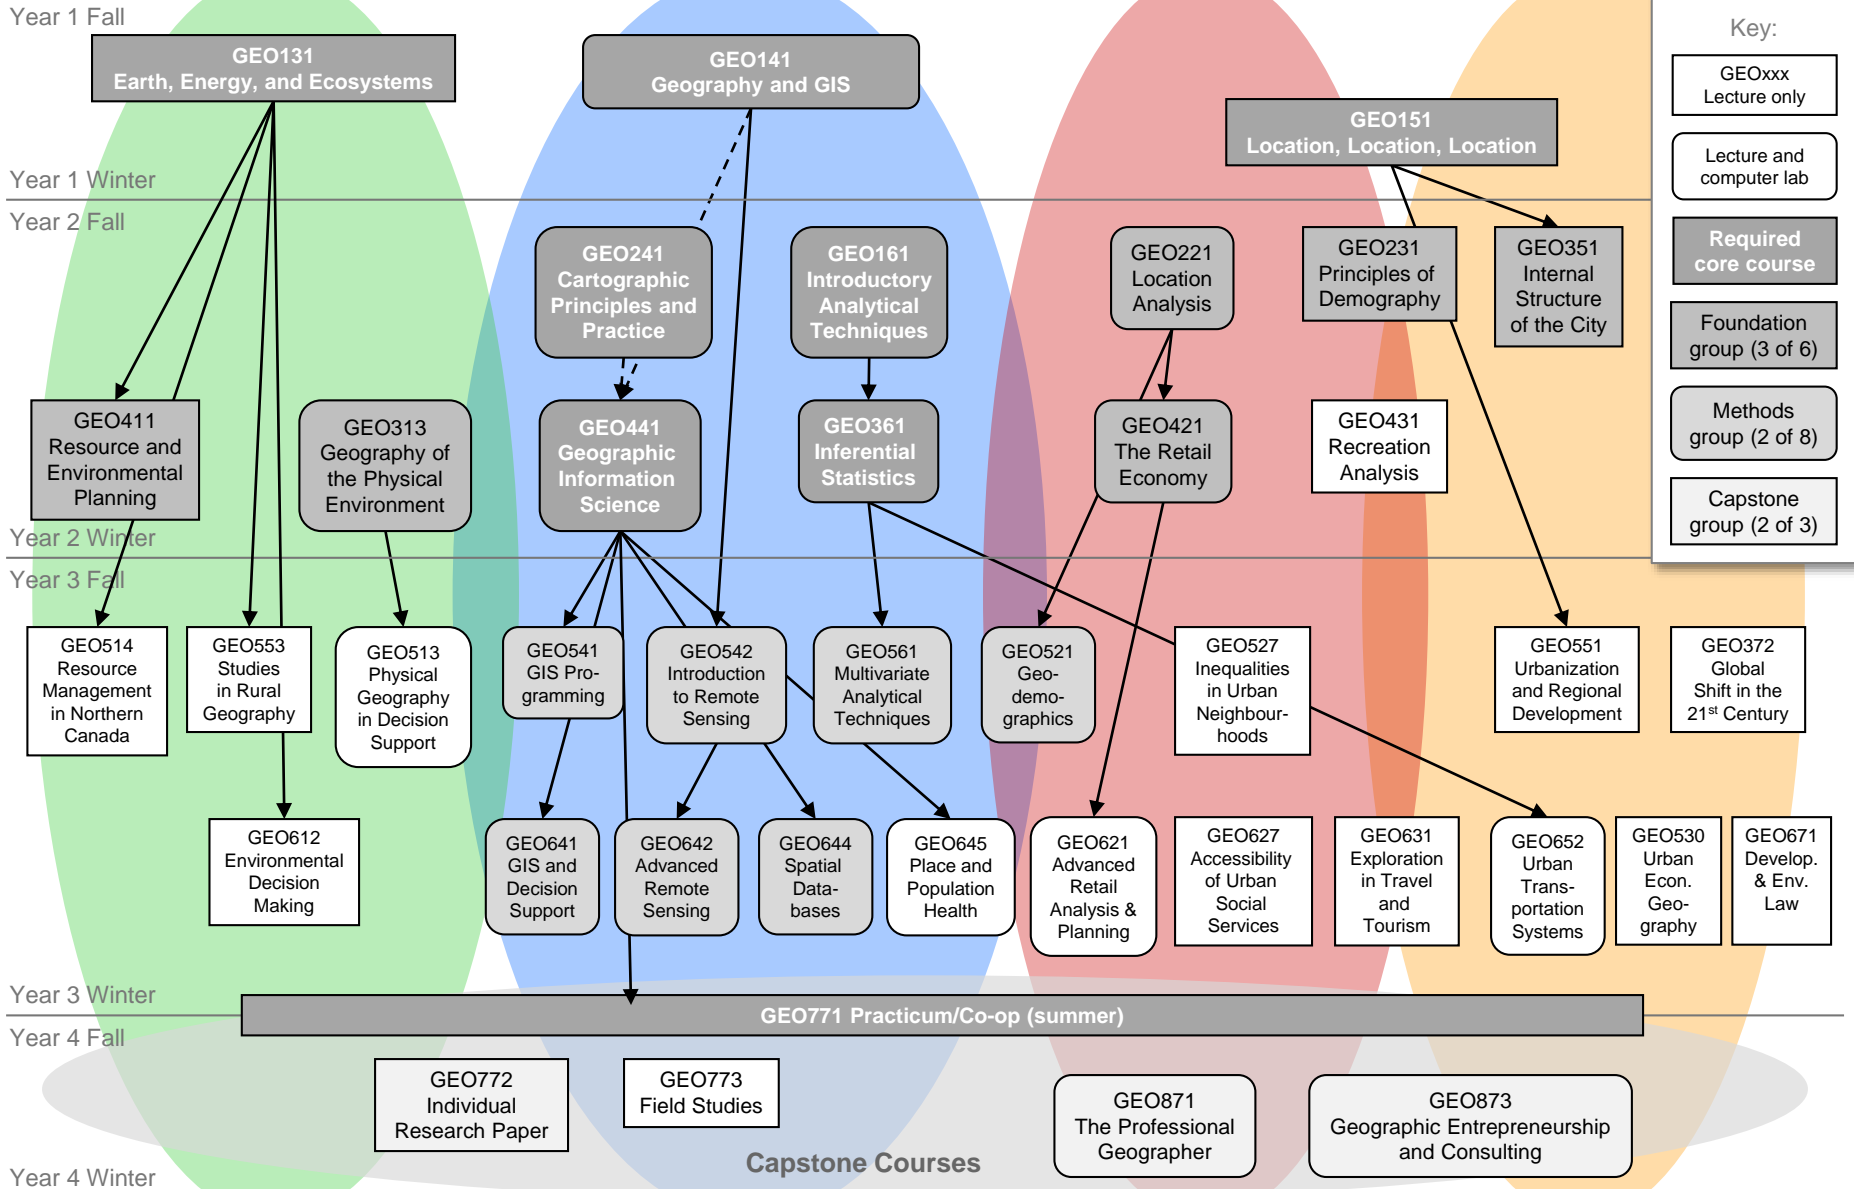 Year 1 Fall
GEO131
Earth, Energy, and Ecosystems
GEO141
Geography and GIS
GEO151
Location, Location, Location
Key:
GEOxxx
Lecture only
Lecture and
computer lab
Required
core course
Foundation
group (3 of 6)
Methods
group (2 of 8)
Capstone
group (2 of 3)
Year 1 Winter
Year 2 Fall
GEO241
Cartographic
Principles and
Practice
GEO161
Introductory
Analytical
Techniques
GEO221
Location
Analysis
GEO231
Principles of
Demography
GEO351
Internal
Structure
of the City
GEO411
Resource and
Environmental
Planning
GEO313
Geography of
the Physical
Environment
GEO441
Geographic
Information
Science
GEO361
Inferential
Statistics
GEO421
The Retail
Economy
GEO431
Recreation
Analysis
Year 2 Winter
Year 3 Fall
GEO514
Resource
Management
in Northern
Canada
GEO553
Studies
in Rural
Geography
GEO513
Physical
Geography
in Decision
Support
GEO541
GIS Pro-
gramming
GEO542
Introduction
to Remote
Sensing
GEO561
Multivariate
Analytical
Techniques
GEO521
Geo-
demo-
graphics
GEO527
Inequalities
in Urban
Neighbour-
hoods
GEO551
Urbanization
and Regional
Development
GEO372
Global
Shift in the
21st Century
GEO612
Environmental
Decision
Making
GEO641
GIS and
Decision
Support
GEO642
Advanced
Remote
Sensing
GEO644
Spatial
Data-
bases
GEO645
Place and
Population
Health
GEO621
Advanced
Retail
Analysis &
Planning
GEO627
Accessibility
of Urban
Social
Services
GEO631
Exploration
in Travel
and
Tourism
GEO652
Urban
Trans-
portation
Systems
GEO530
Urban
Econ.
Geo-
graphy
GEO671
Develop.
& Env.
Law
Year 3 Winter
GEO771 Practicum/Co-op (summer)
Year 4 Fall
GEO772
Individual
Research Paper
GEO773
Field Studies
GEO871
The Professional
Geographer
GEO873
Geographic Entrepreneurship
and Consulting
Capstone Courses
Year 4 Winter